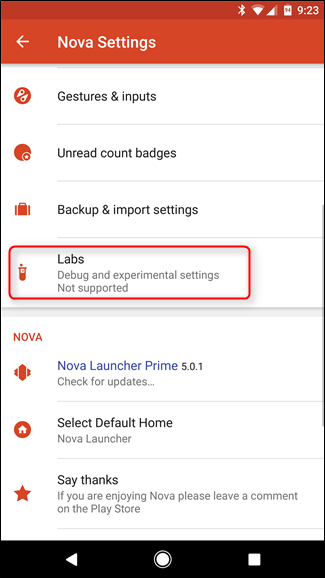 9:23
Nova Settings
Gestures & inputs
Unread count badges
Backup & import settings
Labs
Debug and experimental settings
Not supported
NOVA
Nova Launcher Prime 5.0.1
Check for updates...
Select Default Home
Nova Launcher
Say thanks
If you are enjoying Nova please leave a comment
on the Play Store